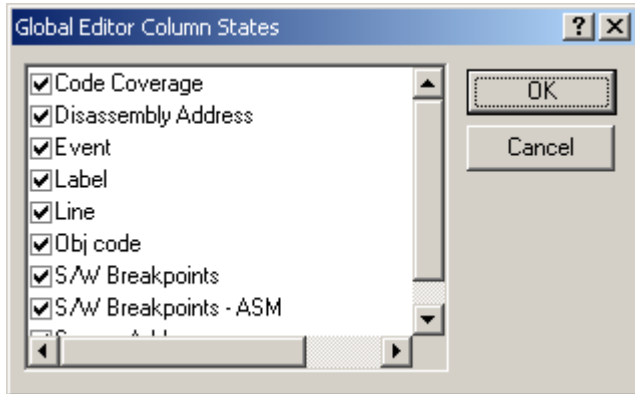 Global Editor Column States
Code Coverage
Disassembly Address
Event
Label
Line
Obj code
S/W Breakpoints
S/W Breakpoints - ASM
OK
Cancel